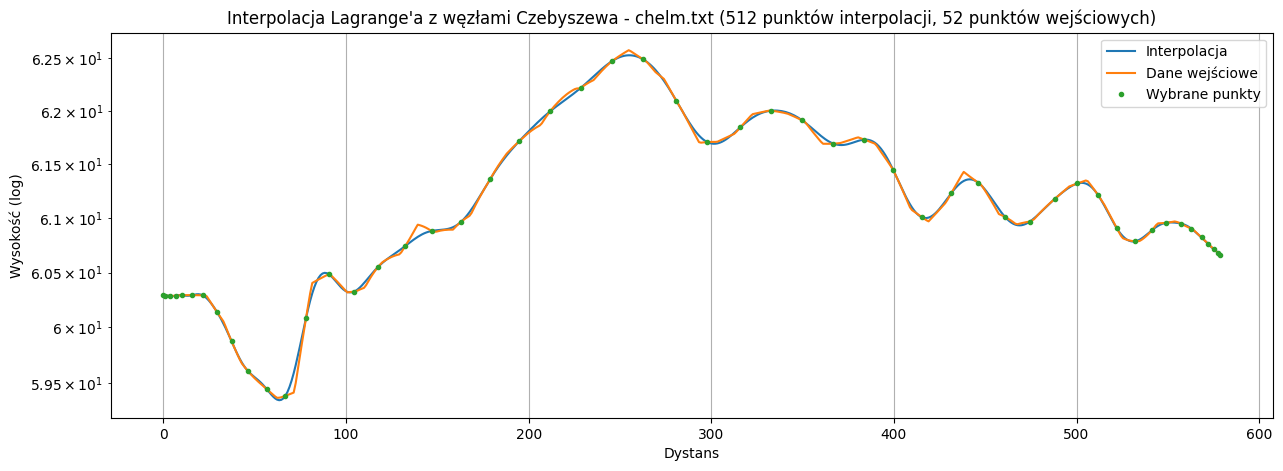 Interpolacja Lagrange'a z węzłami Czebyszewa - chelm.txt (512 punktów interpolacji, 52 punktów wejściowych)
Interpolacja
Dane wejściowe
Wybrane punkty
Wysokość (log)
6.25 × 10¹
6.2 × 10¹
6.15 × 10¹
6.1 × 10¹
6.05 × 10¹
6 × 10¹
5.95 × 10¹
0 100 200 300 400 500 600
Dystans